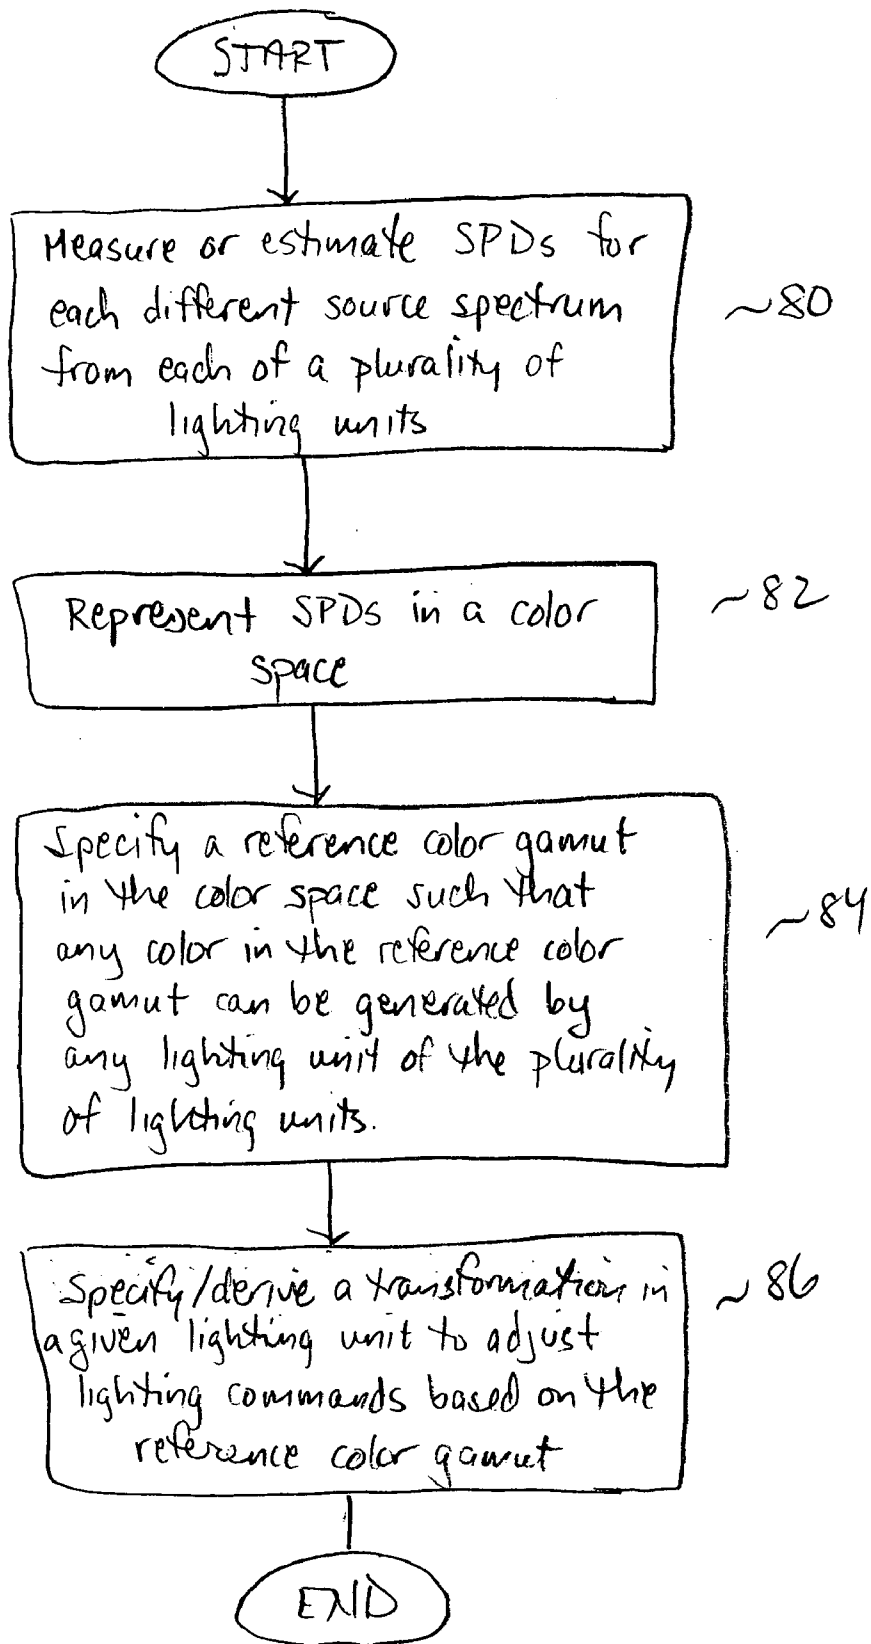 START
Measure or estimate SPDs for
each different source spectrum
from each of a plurality of
lighting units
~80
Represent SPDs in a color
space
~82
Specify a reference color gamut
in the color space such that
any color in the reference color
gamut can be generated by
any lighting unit of the plurality
of lighting units.
~84
Specify/derive a transformation in
a given lighting unit to adjust
lighting commands based on the
reference color gamut
~86
END